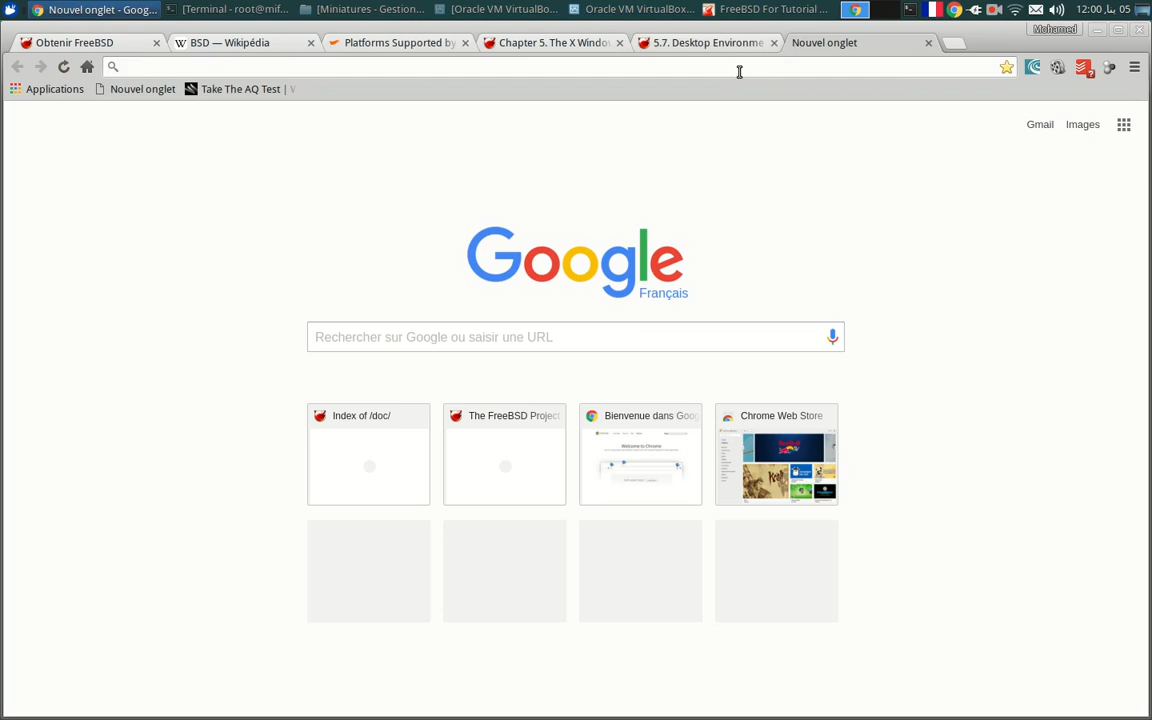 Nouvel onglet - Goog...
[Terminal - root@mif...
[Miniatures - Gestion...
[Oracle VM VirtualBo...
Oracle VM VirtualBox...
FreeBSD For Tutorial ...
12:00
Obtenir FreeBSD
BSD — Wikipédia
Platforms Supported by
Chapter 5. The X Windo
5.7. Desktop Environme
Nouvel onglet
Mohamed
Applications
Nouvel onglet
Take The AQ Test |
Gmail
Images
Google
Français
Rechercher sur Google ou saisir une URL
Index of /doc/
The FreeBSD Project
Bienvenue dans Goog
Chrome Web Store
Welcome to Chrome